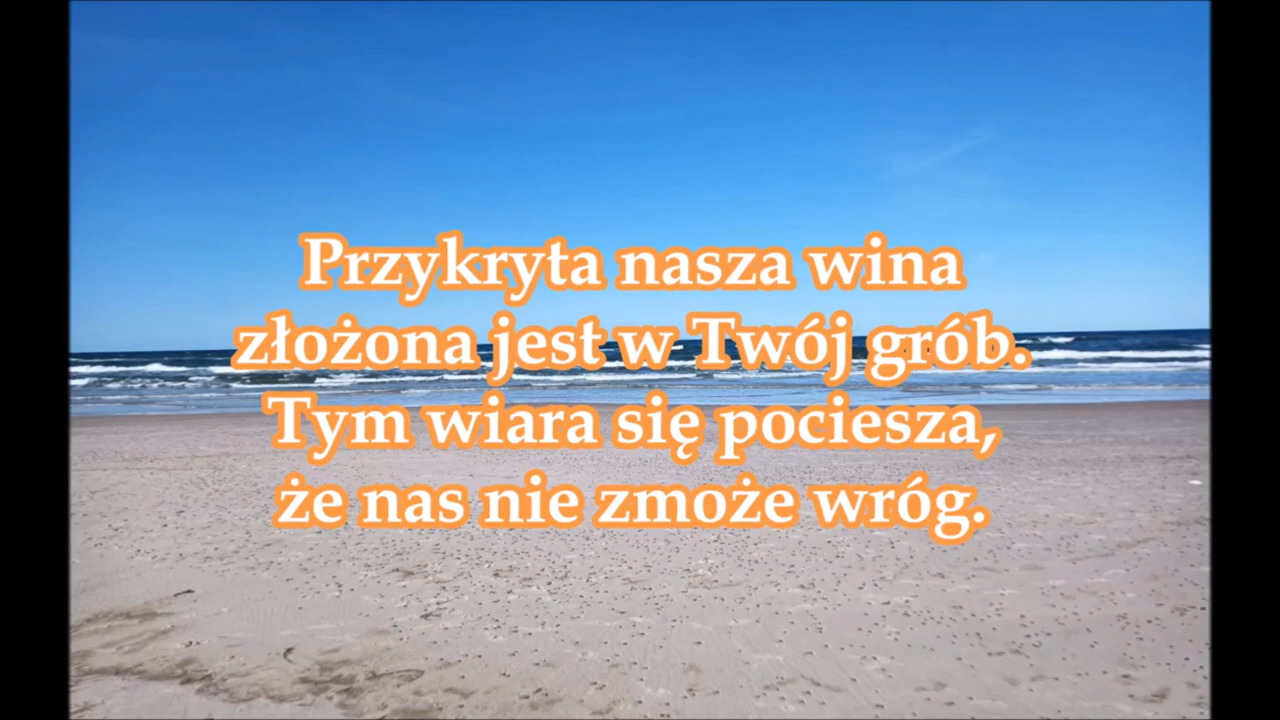 Przykryta nasza wina
złożona jest w Twój grób.
Tym wiara się pociesza,
że nas nie zmoże wróg.